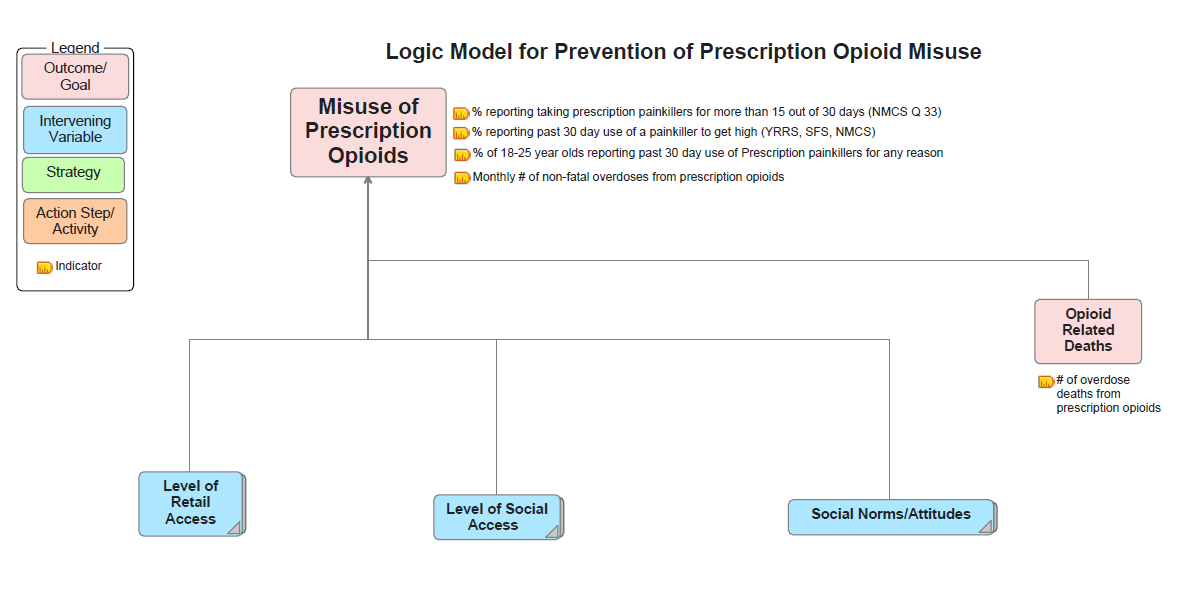 Logic Model for Prevention of Prescription Opioid Misuse
Legend
Outcome/
Goal
Intervening
Variable
Strategy
Action Step/
Activity
Indicator
Misuse of
Prescription
Opioids
% reporting taking prescription painkillers for more than 15 out of 30 days (NMCS Q 33)
% reporting past 30 day use of a painkiller to get high (YRRS, SFS, NMCS)
% of 18-25 year olds reporting past 30 day use of Prescription painkillers for any reason
Monthly # of non-fatal overdoses from prescription opioids
Opioid
Related
Deaths
# of overdose
deaths from
prescription opioids
Level of
Retail
Access
Level of Social
Access
Social Norms/Attitudes